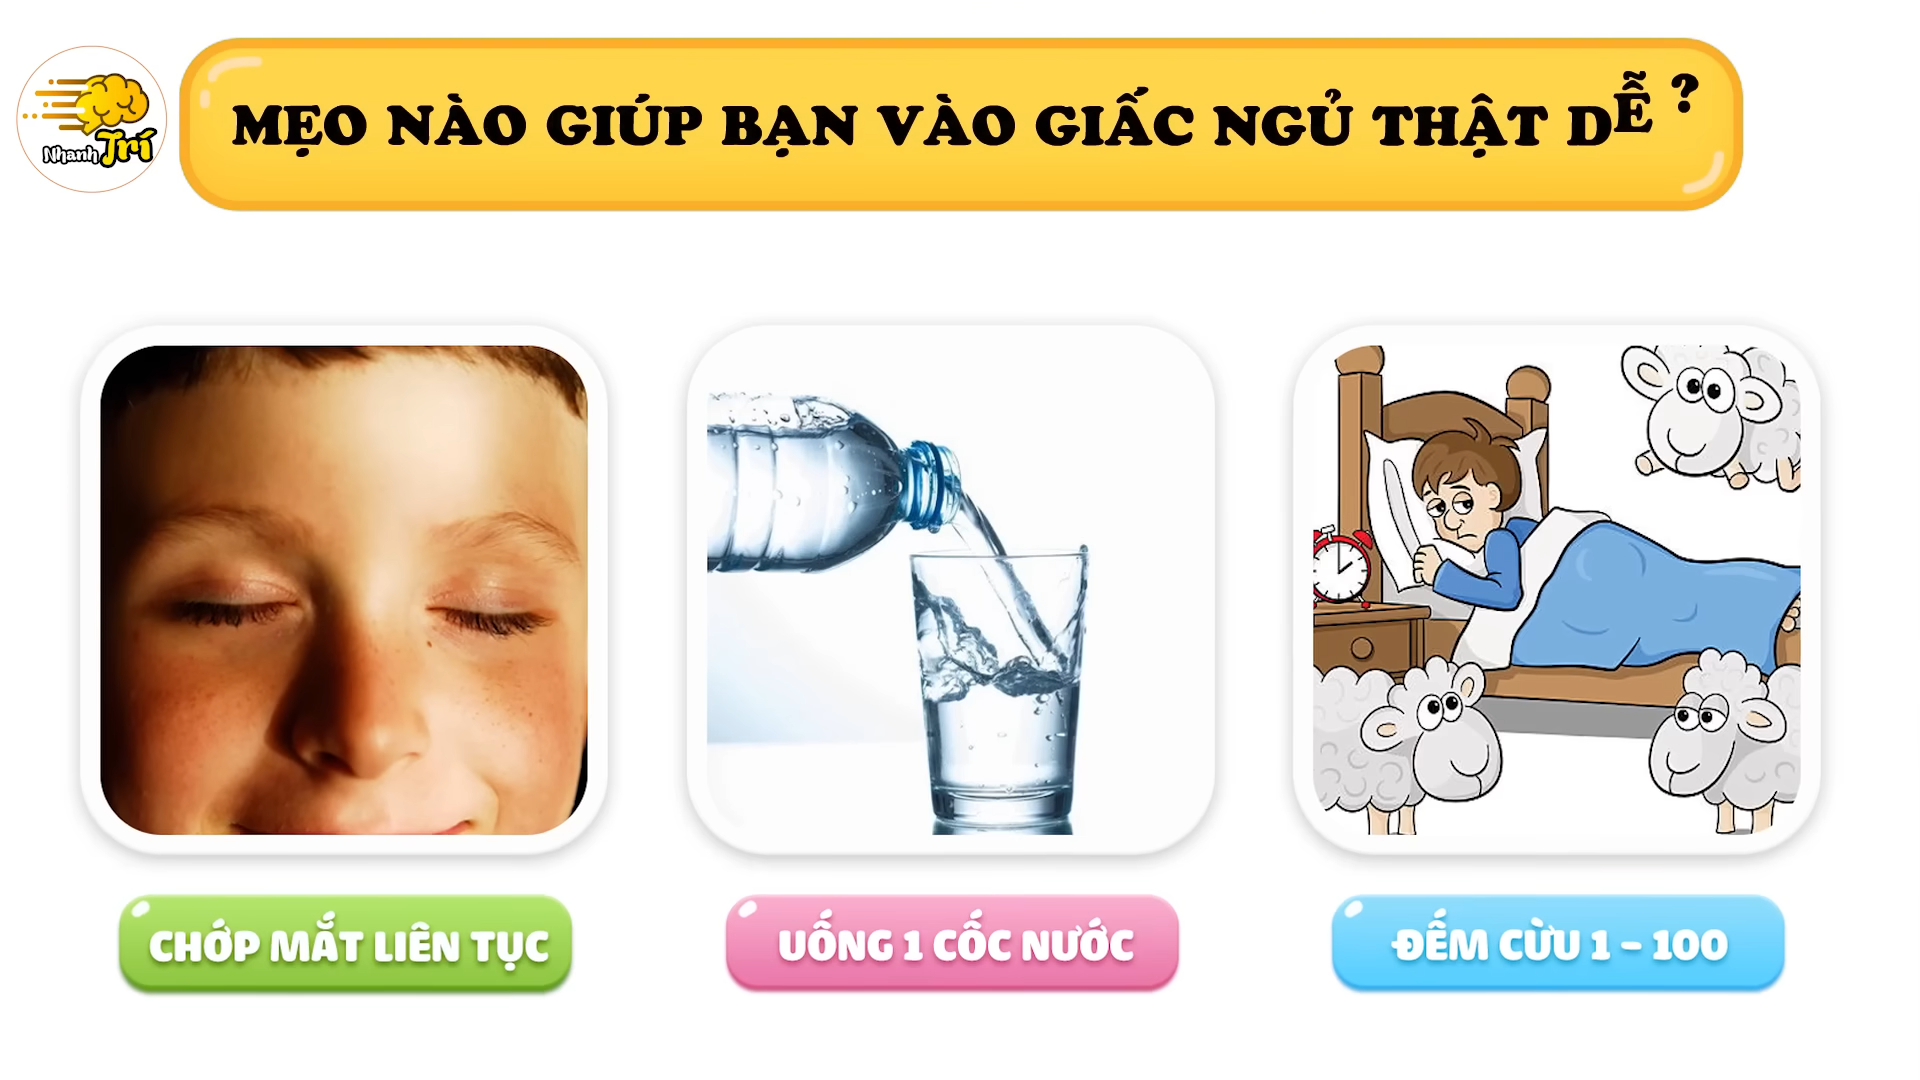 Nhanh Trí
MẸO NÀO GIÚP BẠN VÀO GIẤC NGỦ THẬT DỄ ?
CHỚP MẮT LIÊN TỤC
UỐNG 1 CỐC NƯỚC
ĐẾM CỪU 1 - 100